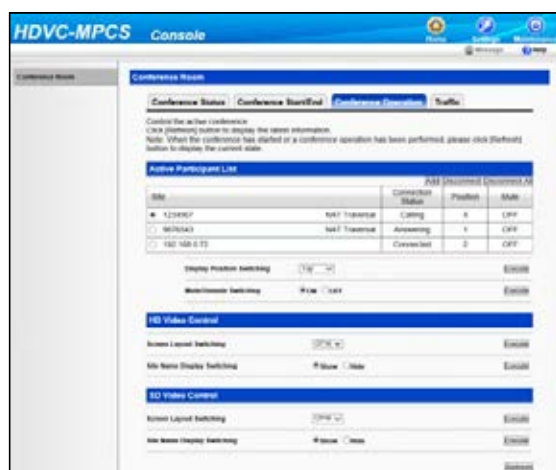 HDVC-MPCS Console
Home Settings Maintenance
Message Help
Conference Room
Conference Room
Conference Status Conference Start/End Conference Operation Traffic
Control the active conference.
Click [Refresh] button to display the latest information.
Note: When the conference has started or a conference operation has been performed, please click [Refresh]
button to display the current state.
Active Participant List
Add Disconnect Disconnect All
Site Connection Status Position Mute
1234567 NAT Traversal Calling X OFF
9876543 NAT Traversal Answering 1 OFF
192.168.0.72 Connected 2 OFF
Display Position Switching Top Execute
Mute/Unmute Switching On OFF Execute
HD Video Control
Screen Layout Switching Execute
Site Name Display Switching Show Hide Execute
SD Video Control
Screen Layout Switching Execute
Site Name Display Switching Show Hide Execute
Refresh